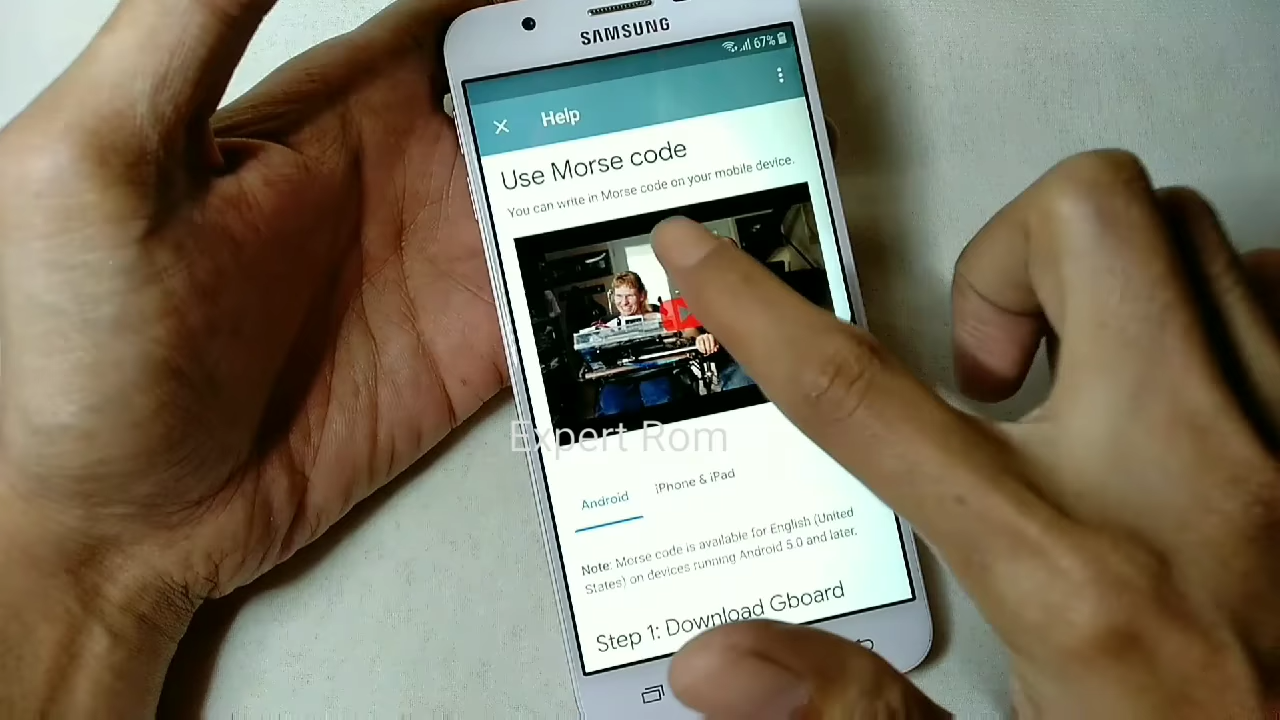 SAMSUNG
67%
Help
Use Morse code
You can write in Morse code on your mobile device.
Expert Rom
Android
iPhone & iPad
Note: Morse code is available for English (United
States) on devices running Android 5.0 and later.
Step 1: Download Gboard